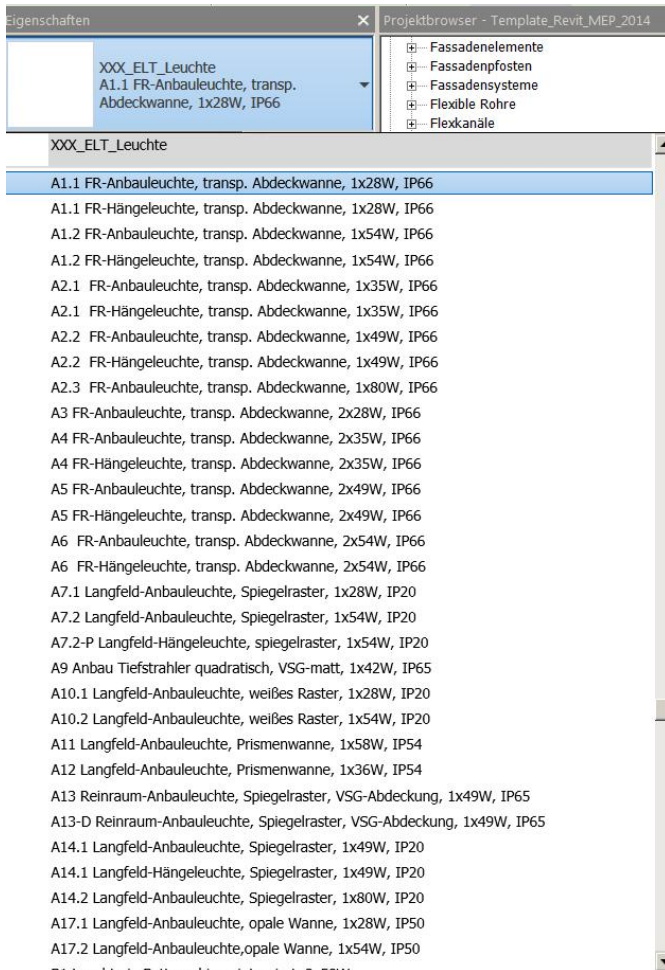 Eigenschaften
Projektbrowser - Template_Revit_MEP_2014
XXX_ELT_Leuchte
A1.1 FR-Anbauleuchte, transp.
Abdeckwanne, 1x28W, IP66
Fassadenelemente
Fassadenpfosten
Fassadensysteme
Flexible Rohre
Flexkanäle
XXX_ELT_Leuchte
A1.1 FR-Anbauleuchte, transp. Abdeckwanne, 1x28W, IP66
A1.1 FR-Hängeleuchte, transp. Abdeckwanne, 1x28W, IP66
A1.2 FR-Anbauleuchte, transp. Abdeckwanne, 1x54W, IP66
A1.2 FR-Hängeleuchte, transp. Abdeckwanne, 1x54W, IP66
A2.1  FR-Anbauleuchte, transp. Abdeckwanne, 1x35W, IP66
A2.1  FR-Hängeleuchte, transp. Abdeckwanne, 1x35W, IP66
A2.2  FR-Anbauleuchte, transp. Abdeckwanne, 1x49W, IP66
A2.2  FR-Hängeleuchte, transp. Abdeckwanne, 1x49W, IP66
A2.3  FR-Anbauleuchte, transp. Abdeckwanne, 1x80W, IP66
A3 FR-Anbauleuchte, transp. Abdeckwanne, 2x28W, IP66
A4 FR-Anbauleuchte, transp. Abdeckwanne, 2x35W, IP66
A4 FR-Hängeleuchte, transp. Abdeckwanne, 2x35W, IP66
A5 FR-Anbauleuchte, transp. Abdeckwanne, 2x49W, IP66
A5 FR-Hängeleuchte, transp. Abdeckwanne, 2x49W, IP66
A6  FR-Anbauleuchte, transp. Abdeckwanne, 2x54W, IP66
A6  FR-Hängeleuchte, transp. Abdeckwanne, 2x54W, IP66
A7.1 Langfeld-Anbauleuchte, Spiegelraster, 1x28W, IP20
A7.2 Langfeld-Anbauleuchte, Spiegelraster, 1x54W, IP20
A7.2-P Langfeld-Hängeleuchte, spiegelraster, 1x54W, IP20
A9 Anbau Tiefstrahler quadratisch, VSG-matt, 1x42W, IP65
A10.1 Langfeld-Anbauleuchte, weißes Raster, 1x28W, IP20
A10.2 Langfeld-Anbauleuchte, weißes Raster, 1x54W, IP20
A11 Langfeld-Anbauleuchte, Prismenwanne, 1x58W, IP54
A12 Langfeld-Anbauleuchte, Prismenwanne, 1x36W, IP54
A13 Reinraum-Anbauleuchte, Spiegelraster, VSG-Abdeckung, 1x49W, IP65
A13-D Reinraum-Anbauleuchte, Spiegelraster, VSG-Abdeckung, 1x49W, IP65
A14.1 Langfeld-Anbauleuchte, Spiegelraster, 1x49W, IP20
A14.1 Langfeld-Hängeleuchte, Spiegelraster, 1x49W, IP20
A14.2 Langfeld-Anbauleuchte, Spiegelraster, 1x80W, IP20
A17.1 Langfeld-Anbauleuchte, opale Wanne, 1x28W, IP50
A17.2 Langfeld-Anbauleuchte,opale Wanne, 1x54W, IP50